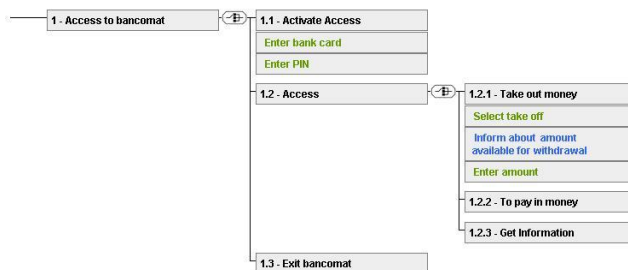 1 - Access to bancomat
1.1 - Activate Access
Enter bank card
Enter PIN
1.2 - Access
1.2.1 - Take out money
Select take off
Inform about amount
available for withdrawal
Enter amount
1.2.2 - To pay in money
1.2.3 - Get Information
1.3 - Exit bancomat